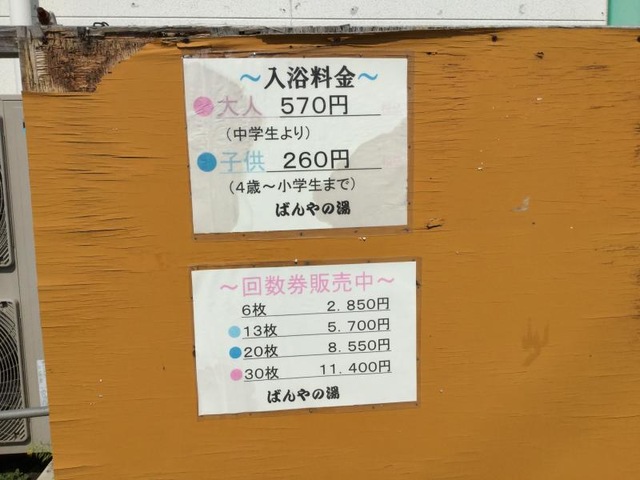 ～入浴料金～
●大人 570円
（中学生より）
●子供 260円
（4歳～小学生まで）
ばんやの湯
～回数券販売中～
6枚 2．850円
●13枚 5．700円
●20枚 8．550円
●30枚 11．400円
ばんやの湯